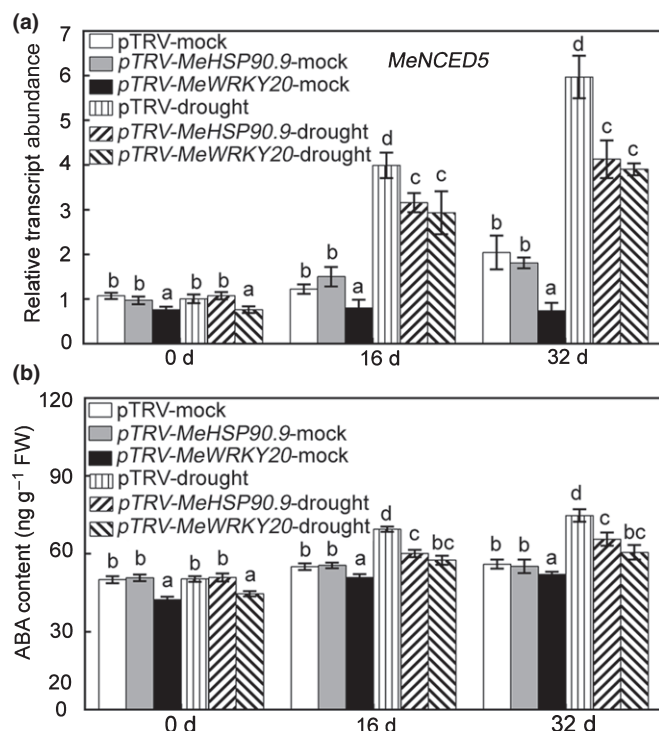 (a)
7
6
5
4
3
2
1
0
Relative transcript abundance
pTRV-mock
pTRV-MeHSP90.9-mock
pTRV-MeWRKY20-mock
pTRV-drought
pTRV-MeHSP90.9-drought
pTRV-MeWRKY20-drought
MeNCED5
b b a b b a
b b a d c c
b b a d c c
0 d 16 d 32 d
(b)
120
90
60
30
20
0
ABA content (ng g⁻¹ FW)
pTRV-mock
pTRV-MeHSP90.9-mock
pTRV-MeWRKY20-mock
pTRV-drought
pTRV-MeHSP90.9-drought
pTRV-MeWRKY20-drought
b b a b b a
b b a d c bc
b b a d c bc
0 d 16 d 32 d